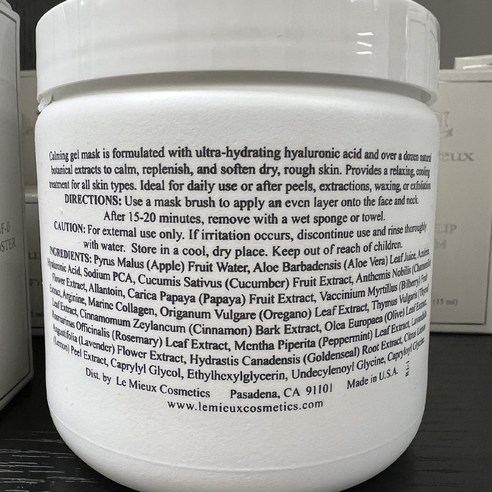 Calming gel mask is formulated with ultra-hydrating hyaluronic acid and over a dozen natural
botanical extracts to calm, replenish, and soften dry, rough skin. Provides a relaxing, cooling
treatment for all skin types. Ideal for daily use or after peels, extractions, waxing, or exfoliation.
DIRECTIONS: Use a mask brush to apply an even layer onto the face and neck.
After 15-20 minutes, remove with a wet sponge or towel.
CAUTION: For external use only. If irritation occurs, discontinue use and rinse thoroughly
with water. Store in a cool, dry place. Keep out of reach of children.
INGREDIENTS: Pyrus Malus (Apple) Fruit Water, Aloe Barbadensis (Aloe Vera) Leaf Juice,
Hyaluronic Acid, Sodium PCA, Cucumis Sativus (Cucumber) Fruit Extract, Anthemis Nobilis (Chamomile)
Flower Extract, Allantoin, Carica Papaya (Papaya) Fruit Extract, Vaccinium Myrtillus (Bilberry) Fruit
Extract, Arginine, Marine Collagen, Origanum Vulgare (Oregano) Leaf Extract, Thymus Vulgaris (Thyme)
Leaf Extract, Cinnamomum Zeylancum (Cinnamon) Bark Extract, Olea Europaea (Olive) Leaf Extract,
Rosmarinus Officinalis (Rosemary) Leaf Extract, Mentha Piperita (Peppermint) Leaf Extract, Lavandula
Angustifolia (Lavender) Flower Extract, Hydrastis Canadensis (Goldenseal) Root Extract, Citrus Limon
(Lemon) Peel Extract, Caprylyl Glycol, Ethylhexylglycerin, Undecylenoyl Glycine, Capryloyl Glycine
Dist. by Le Mieux Cosmetics Pasadena, CA 91101 Made in U.S.A.
www.lemieuxcosmetics.com